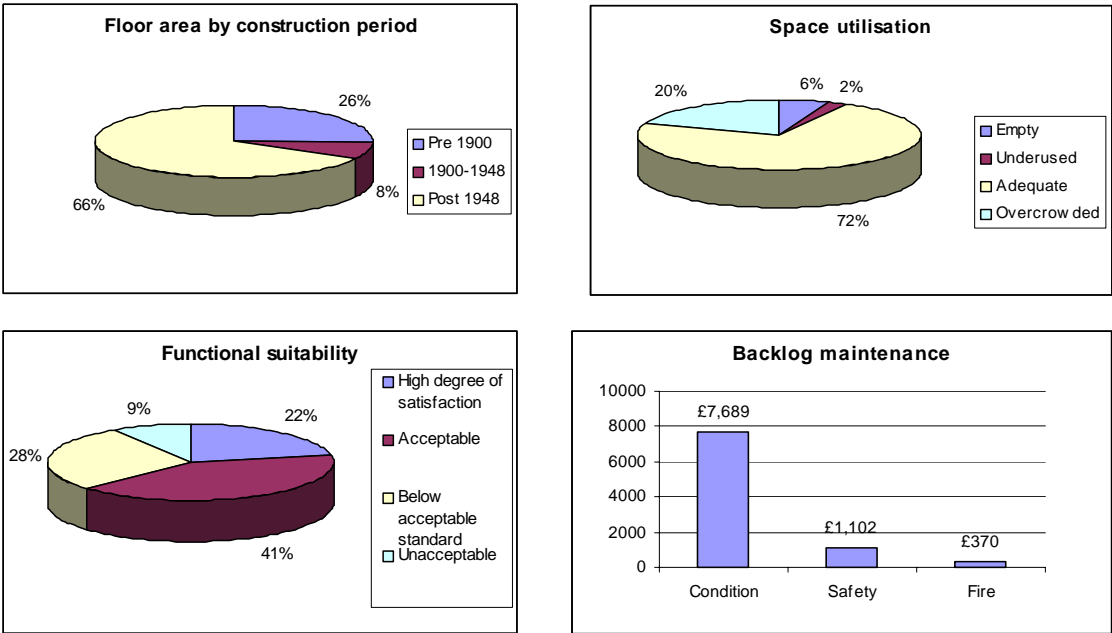 Floor area by construction period
26%
8%
66%
Pre 1900
1900-1948
Post 1948
Space utilisation
6%
2%
20%
72%
Empty
Underused
Adequate
Overcrow ded
Functional suitability
9%
22%
28%
41%
High degree of
satisfaction
Acceptable
Below
acceptable
standard
Unacceptable
Backlog maintenance
10000
8000
6000
4000
2000
0
£7,689
£1,102
£370
Condition
Safety
Fire